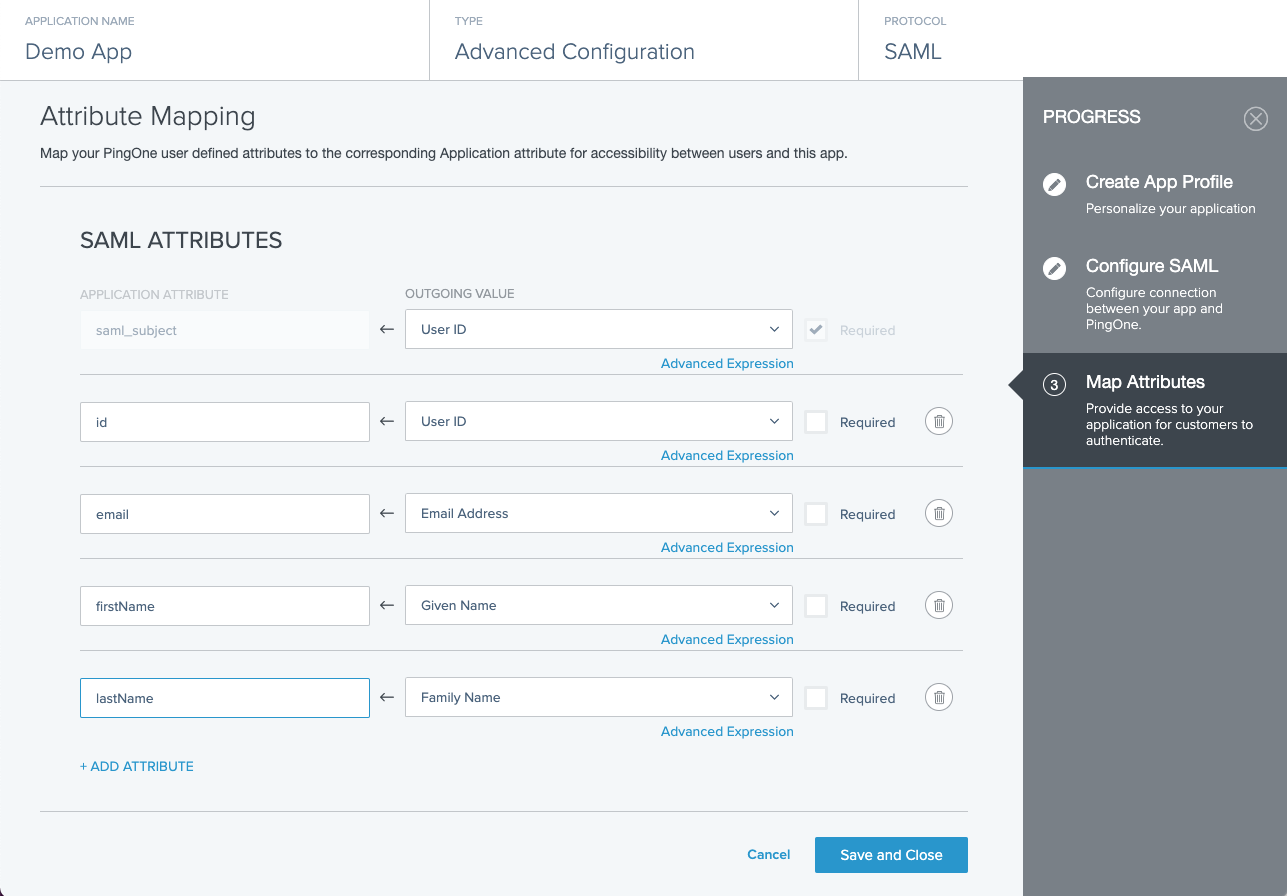 APPLICATION NAME
Demo App
TYPE
Advanced Configuration
PROTOCOL
SAML
Attribute Mapping
Map your PingOne user defined attributes to the corresponding Application attribute for accessibility between users and this app.
SAML ATTRIBUTES
APPLICATION ATTRIBUTE
OUTGOING VALUE
saml_subject
User ID
Required
Advanced Expression
id
User ID
Required
Advanced Expression
email
Email Address
Required
Advanced Expression
firstName
Given Name
Required
Advanced Expression
lastName
Family Name
Required
Advanced Expression
+ ADD ATTRIBUTE
Cancel
Save and Close
PROGRESS
Create App Profile
Personalize your application
Configure SAML
Configure connection
between your app and
PingOne.
3
Map Attributes
Provide access to your
application for customers to
authenticate.